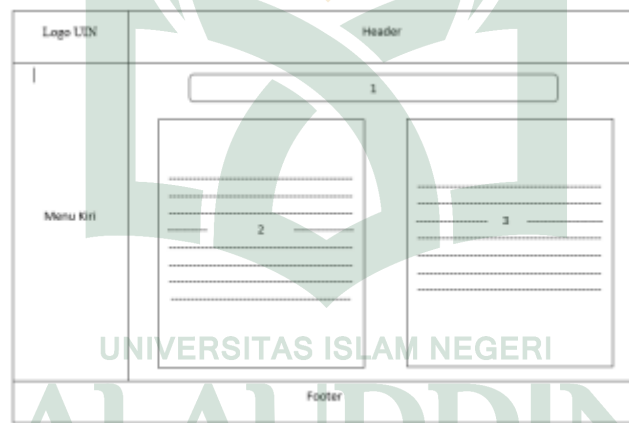 Logo UIN
Header
1
Menu Kiri
2
3
UNIVERSITAS ISLAM NEGERI
Footer
ALAUDDIN